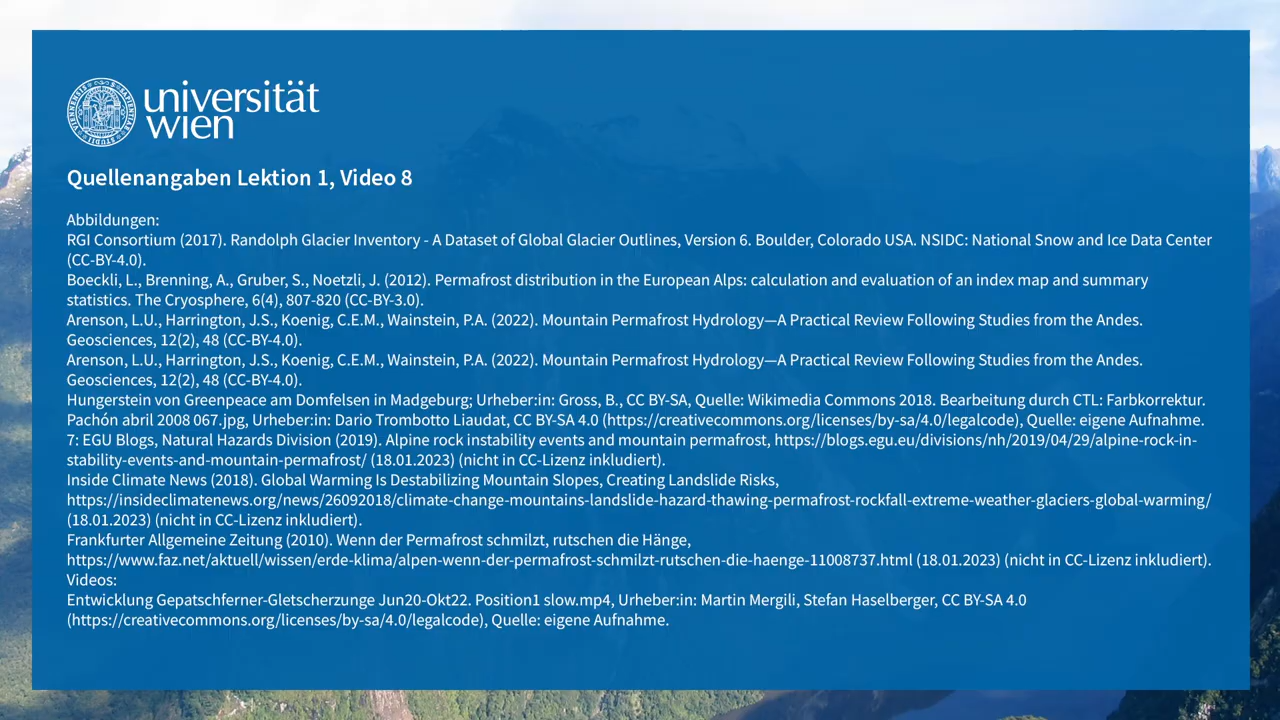 universität
wien
Quellenangaben Lektion 1, Video 8
Abbildungen:
RGI Consortium (2017). Randolph Glacier Inventory - A Dataset of Global Glacier Outlines, Version 6. Boulder, Colorado USA. NSIDC: National Snow and Ice Data Center
(CC-BY-4.0).
Boeckli, L., Brenning, A., Gruber, S., Noetzli, J. (2012). Permafrost distribution in the European Alps: calculation and evaluation of an index map and summary
statistics. The Cryosphere, 6(4), 807-820 (CC-BY-3.0).
Arenson, L.U., Harrington, J.S., Koenig, C.E.M., Wainstein, P.A. (2022). Mountain Permafrost Hydrology—A Practical Review Following Studies from the Andes.
Geosciences, 12(2), 48 (CC-BY-4.0).
Arenson, L.U., Harrington, J.S., Koenig, C.E.M., Wainstein, P.A. (2022). Mountain Permafrost Hydrology—A Practical Review Following Studies from the Andes.
Geosciences, 12(2), 48 (CC-BY-4.0).
Hungerstein von Greenpeace am Domfelsen in Madgeburg; Urheber:in: Gross, B., CC BY-SA, Quelle: Wikimedia Commons 2018. Bearbeitung durch CTL: Farbkorrektur.
Pachón abril 2008 067.jpg, Urheber:in: Dario Trombotto Liaudat, CC BY-SA 4.0 (https://creativecommons.org/licenses/by-sa/4.0/legalcode), Quelle: eigene Aufnahme.
7: EGU Blogs, Natural Hazards Division (2019). Alpine rock instability events and mountain permafrost, https://blogs.egu.eu/divisions/nh/2019/04/29/alpine-rock-in-
stability-events-and-mountain-permafrost/ (18.01.2023) (nicht in CC-Lizenz inkludiert).
Inside Climate News (2018). Global Warming Is Destabilizing Mountain Slopes, Creating Landslide Risks,
https://insideclimatenews.org/news/26092018/climate-change-mountains-landslide-hazard-thawing-permafrost-rockfall-extreme-weather-glaciers-global-warming/
(18.01.2023) (nicht in CC-Lizenz inkludiert).
Frankfurter Allgemeine Zeitung (2010). Wenn der Permafrost schmilzt, rutschen die Hänge,
https://www.faz.net/aktuell/wissen/erde-klima/alpen-wenn-der-permafrost-schmilzt-rutschen-die-haenge-11008737.html (18.01.2023) (nicht in CC-Lizenz inkludiert).
Videos:
Entwicklung Gepatschferner-Gletscherzunge Jun20-Okt22. Position1 slow.mp4, Urheber:in: Martin Mergili, Stefan Haselberger, CC BY-SA 4.0
(https://creativecommons.org/licenses/by-sa/4.0/legalcode), Quelle: eigene Aufnahme.